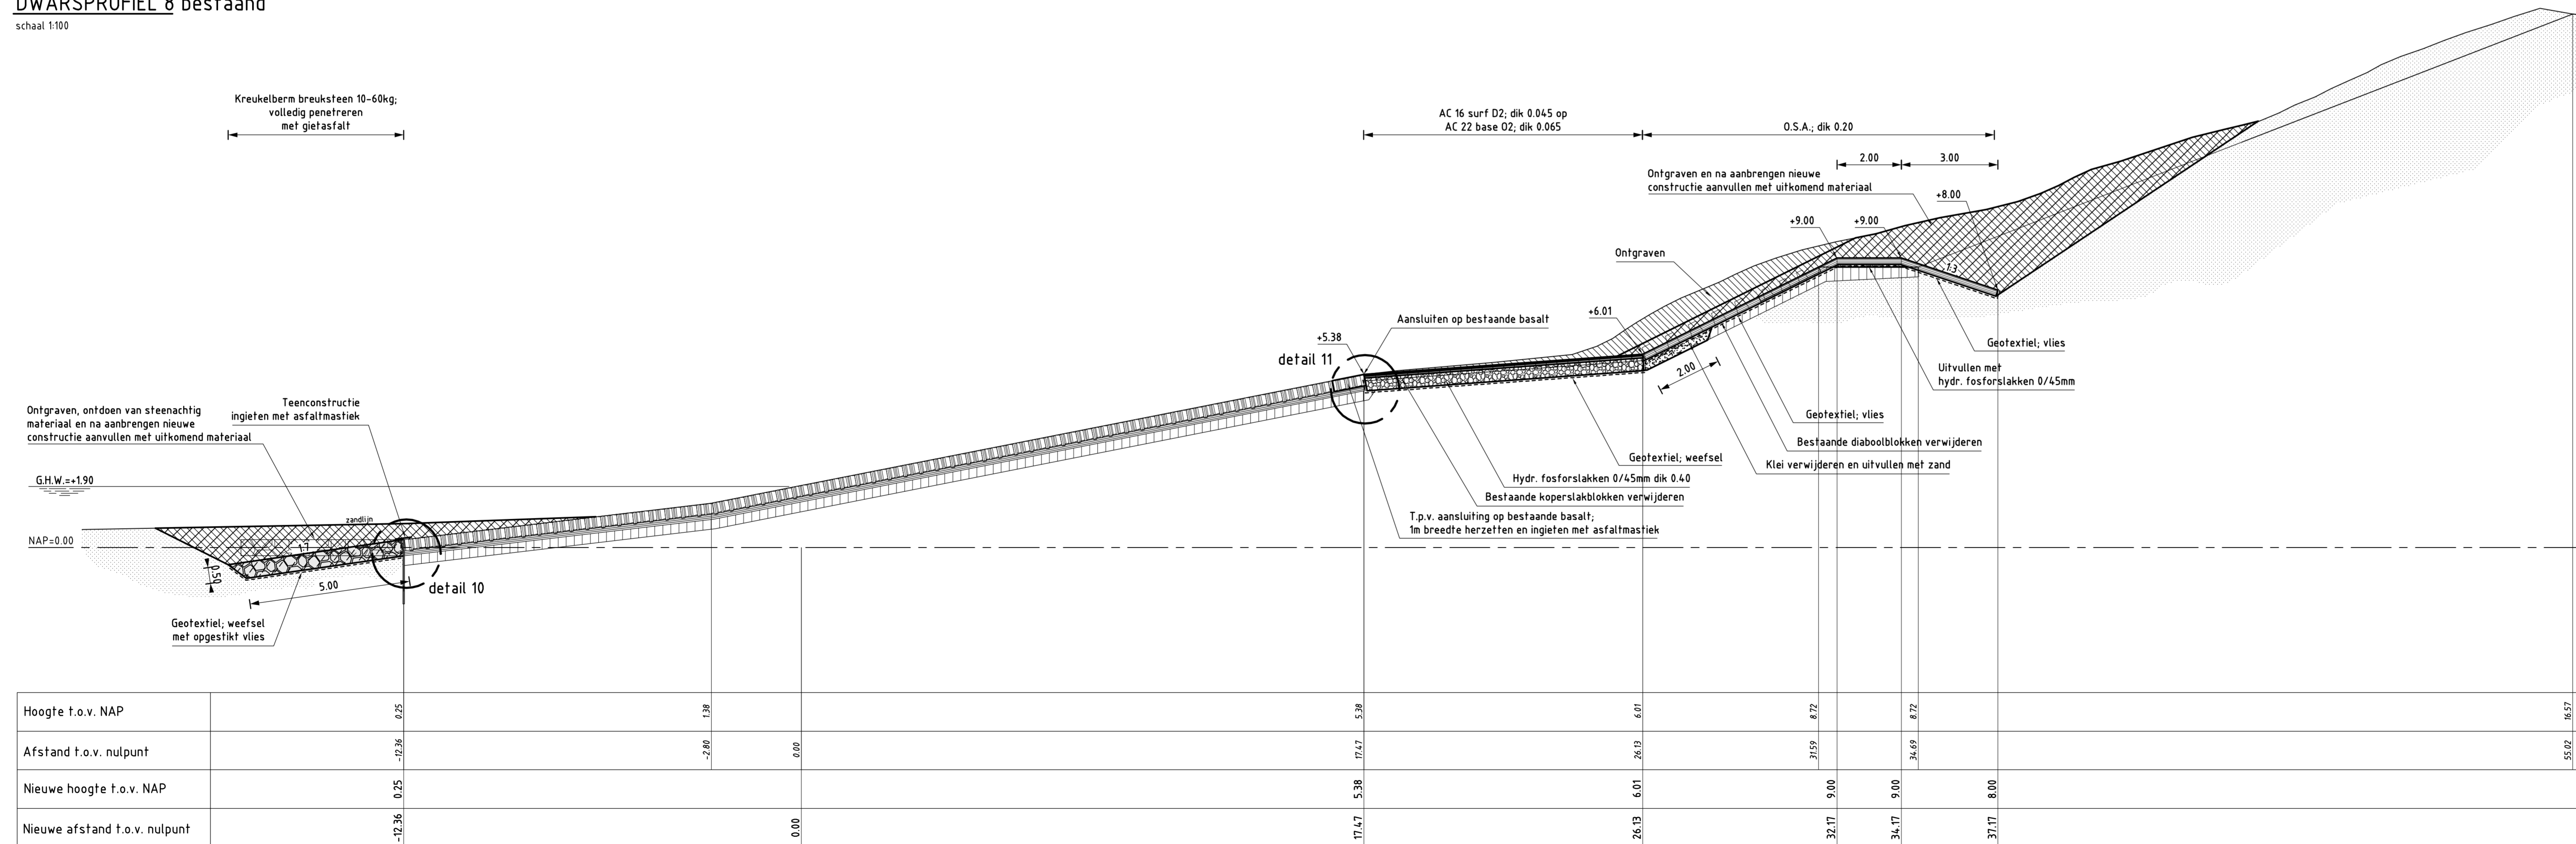 DWARSPROFIEL 8 bestaand
schaal 1:100
Kreukelberm breuksteen 10-60kg;
volledig penetreren
met gietasfalt
AC 16 surf D2; dik 0.045 op
AC 22 base O2; dik 0.065
O.S.A.; dik 0.20
2.00
3.00
Ontgraven en na aanbrengen nieuwe
constructie aanvullen met uitkomend materiaal
+8.00
+9.00
+9.00
Ontgraven
1:3
+6.01
Aansluiten op bestaande basalt
+5.38
detail 11
2.00
Geotextiel; vlies
Uitvullen met
hydr. fosforslakken 0/45mm
Geotextiel; vlies
Bestaande diaboolblokken verwijderen
Klei verwijderen en uitvullen met zand
Geotextiel; weefsel
Hydr. fosforslakken 0/45mm dik 0.40
Bestaande koperslakblokken verwijderen
T.p.v. aansluiting op bestaande basalt;
1m breedte herzetten en ingieten met asfaltmastiek
Teenconstructie
ingieten met asfaltmastiek
Ontgraven, ontdoen van steenachtig
materiaal en na aanbrengen nieuwe
constructie aanvullen met uitkomend materiaal
G.H.W.=+1.90
zandlijn
NAP=0.00
1:7
0.50
5.00
detail 10
Geotextiel; weefsel
met opgestikt vlies
Hoogte t.o.v. NAP 0.25 1.38 5.38 6.01 8.72 8.72 16.57
Afstand t.o.v. nulpunt -12.36 -2.80 0.00 17.47 26.13 31.59 34.69 55.02
Nieuwe hoogte t.o.v. NAP 0.25 5.38 6.01 9.00 9.00 8.00
Nieuwe afstand t.o.v. nulpunt -12.36 0.00 17.47 26.13 32.17 34.17 37.17